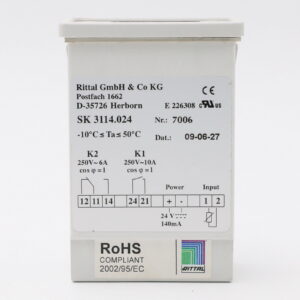 Rittal GmbH & Co KG
Postfach 1662
D-35726 Herborn
E 226308
SK 3114.024
Nr.: 7006
-10°C ≤ Ta ≤ 50°C
Dat.: 09-06-27
K2 K1
250V~ 6A 250V~10A
cos φ = 1 cos φ = 1
Power Input
12 11 14 24 21 + - 1 2
24 V
140mA
RoHS
COMPLIANT
2002/95/EC
RITTAL